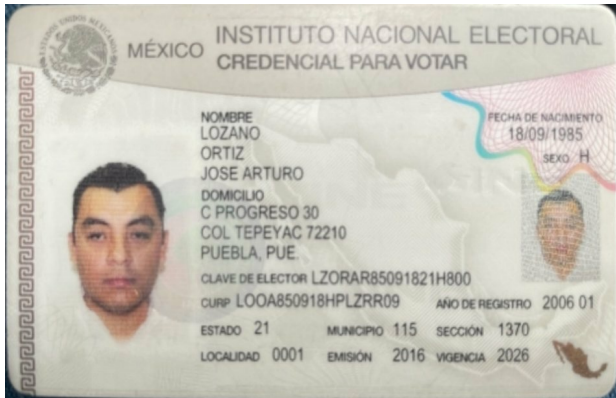 MÉXICO INSTITUTO NACIONAL ELECTORAL
CREDENCIAL PARA VOTAR
NOMBRE
LOZANO
ORTIZ
JOSE ARTURO
FECHA DE NACIMIENTO
18/09/1985
SEXO H
DOMICILIO
C PROGRESO 30
COL TEPEYAC 72210
PUEBLA, PUE.
CLAVE DE ELECTOR LZORAR85091821H800
CURP LOOA850918HPLZRR09 AÑO DE REGISTRO 2006 01
ESTADO 21 MUNICIPIO 115 SECCIÓN 1370
LOCALIDAD 0001 EMISIÓN 2016 VIGENCIA 2026